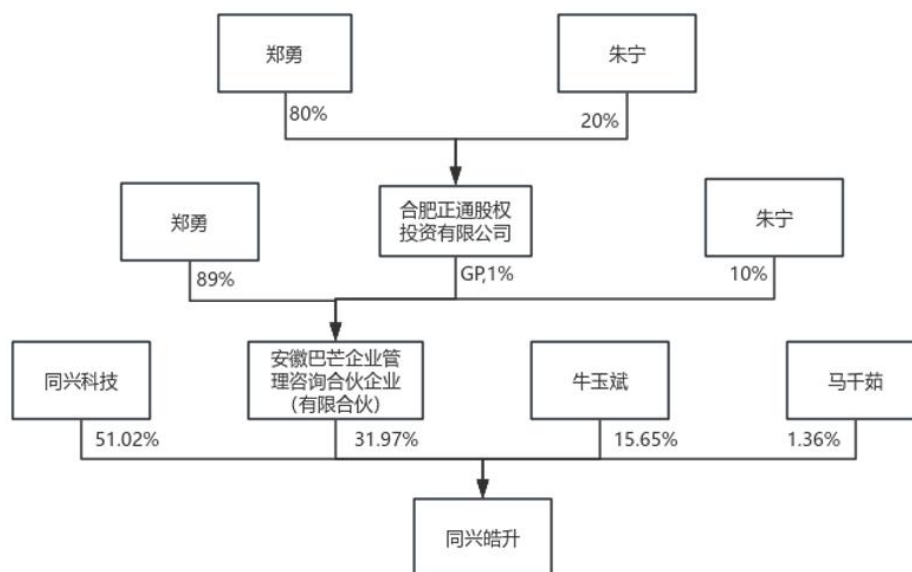 郑勇
朱宁
80%
20%
郑勇
合肥正通股权
投资有限公司
朱宁
89%
GP,1%
10%
同兴科技
安徽巴芒企业管
理咨询合伙企业
（有限合伙）
牛玉斌
马千茹
51.02%
31.97%
15.65%
1.36%
同兴皓升